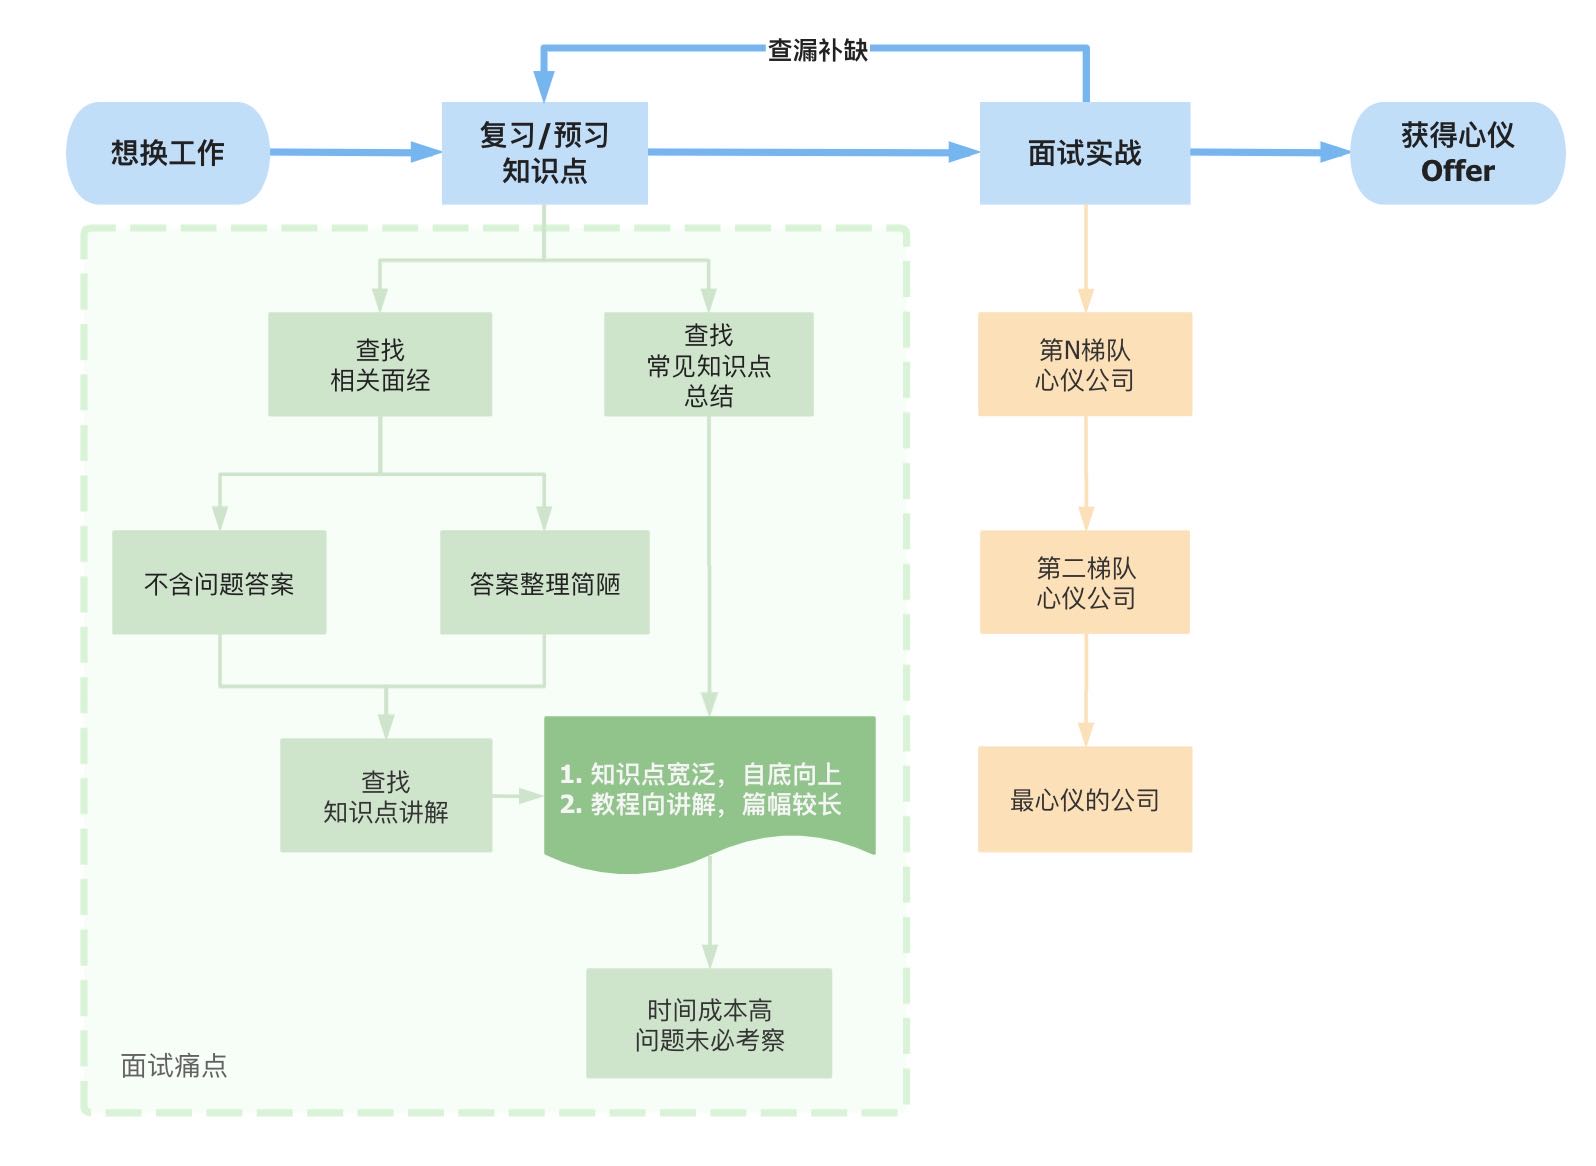 查漏补缺
想换工作
复习/预习
知识点
面试实战
获得心仪
Offer
查找
相关面经
查找
常见知识点
总结
第N梯队
心仪公司
不含问题答案
答案整理简陋
第二梯队
心仪公司
查找
知识点讲解
1. 知识点宽泛，自底向上
2. 教程向讲解，篇幅较长
最心仪的公司
时间成本高
问题未必考察
面试痛点